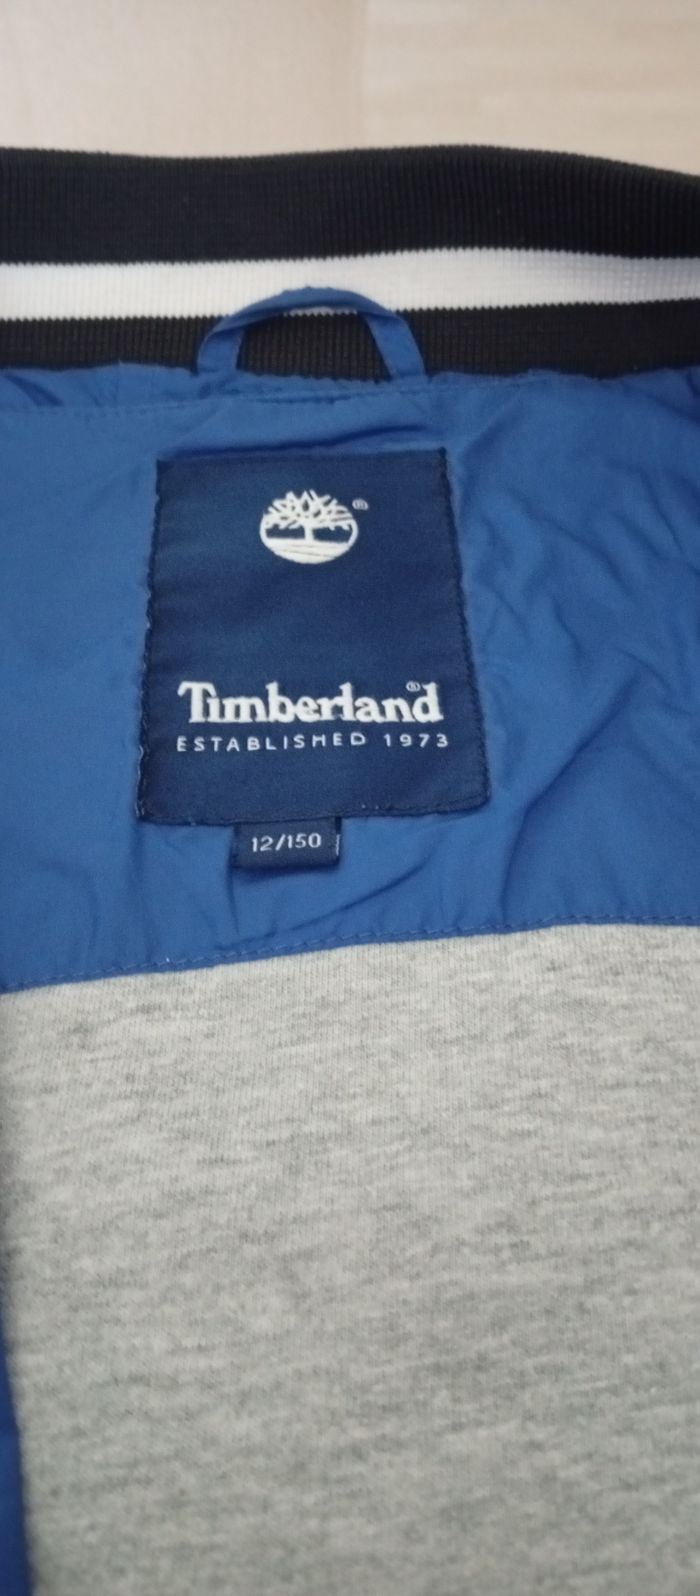 ®
Timberland®
ESTABLISHED 1973
12/150